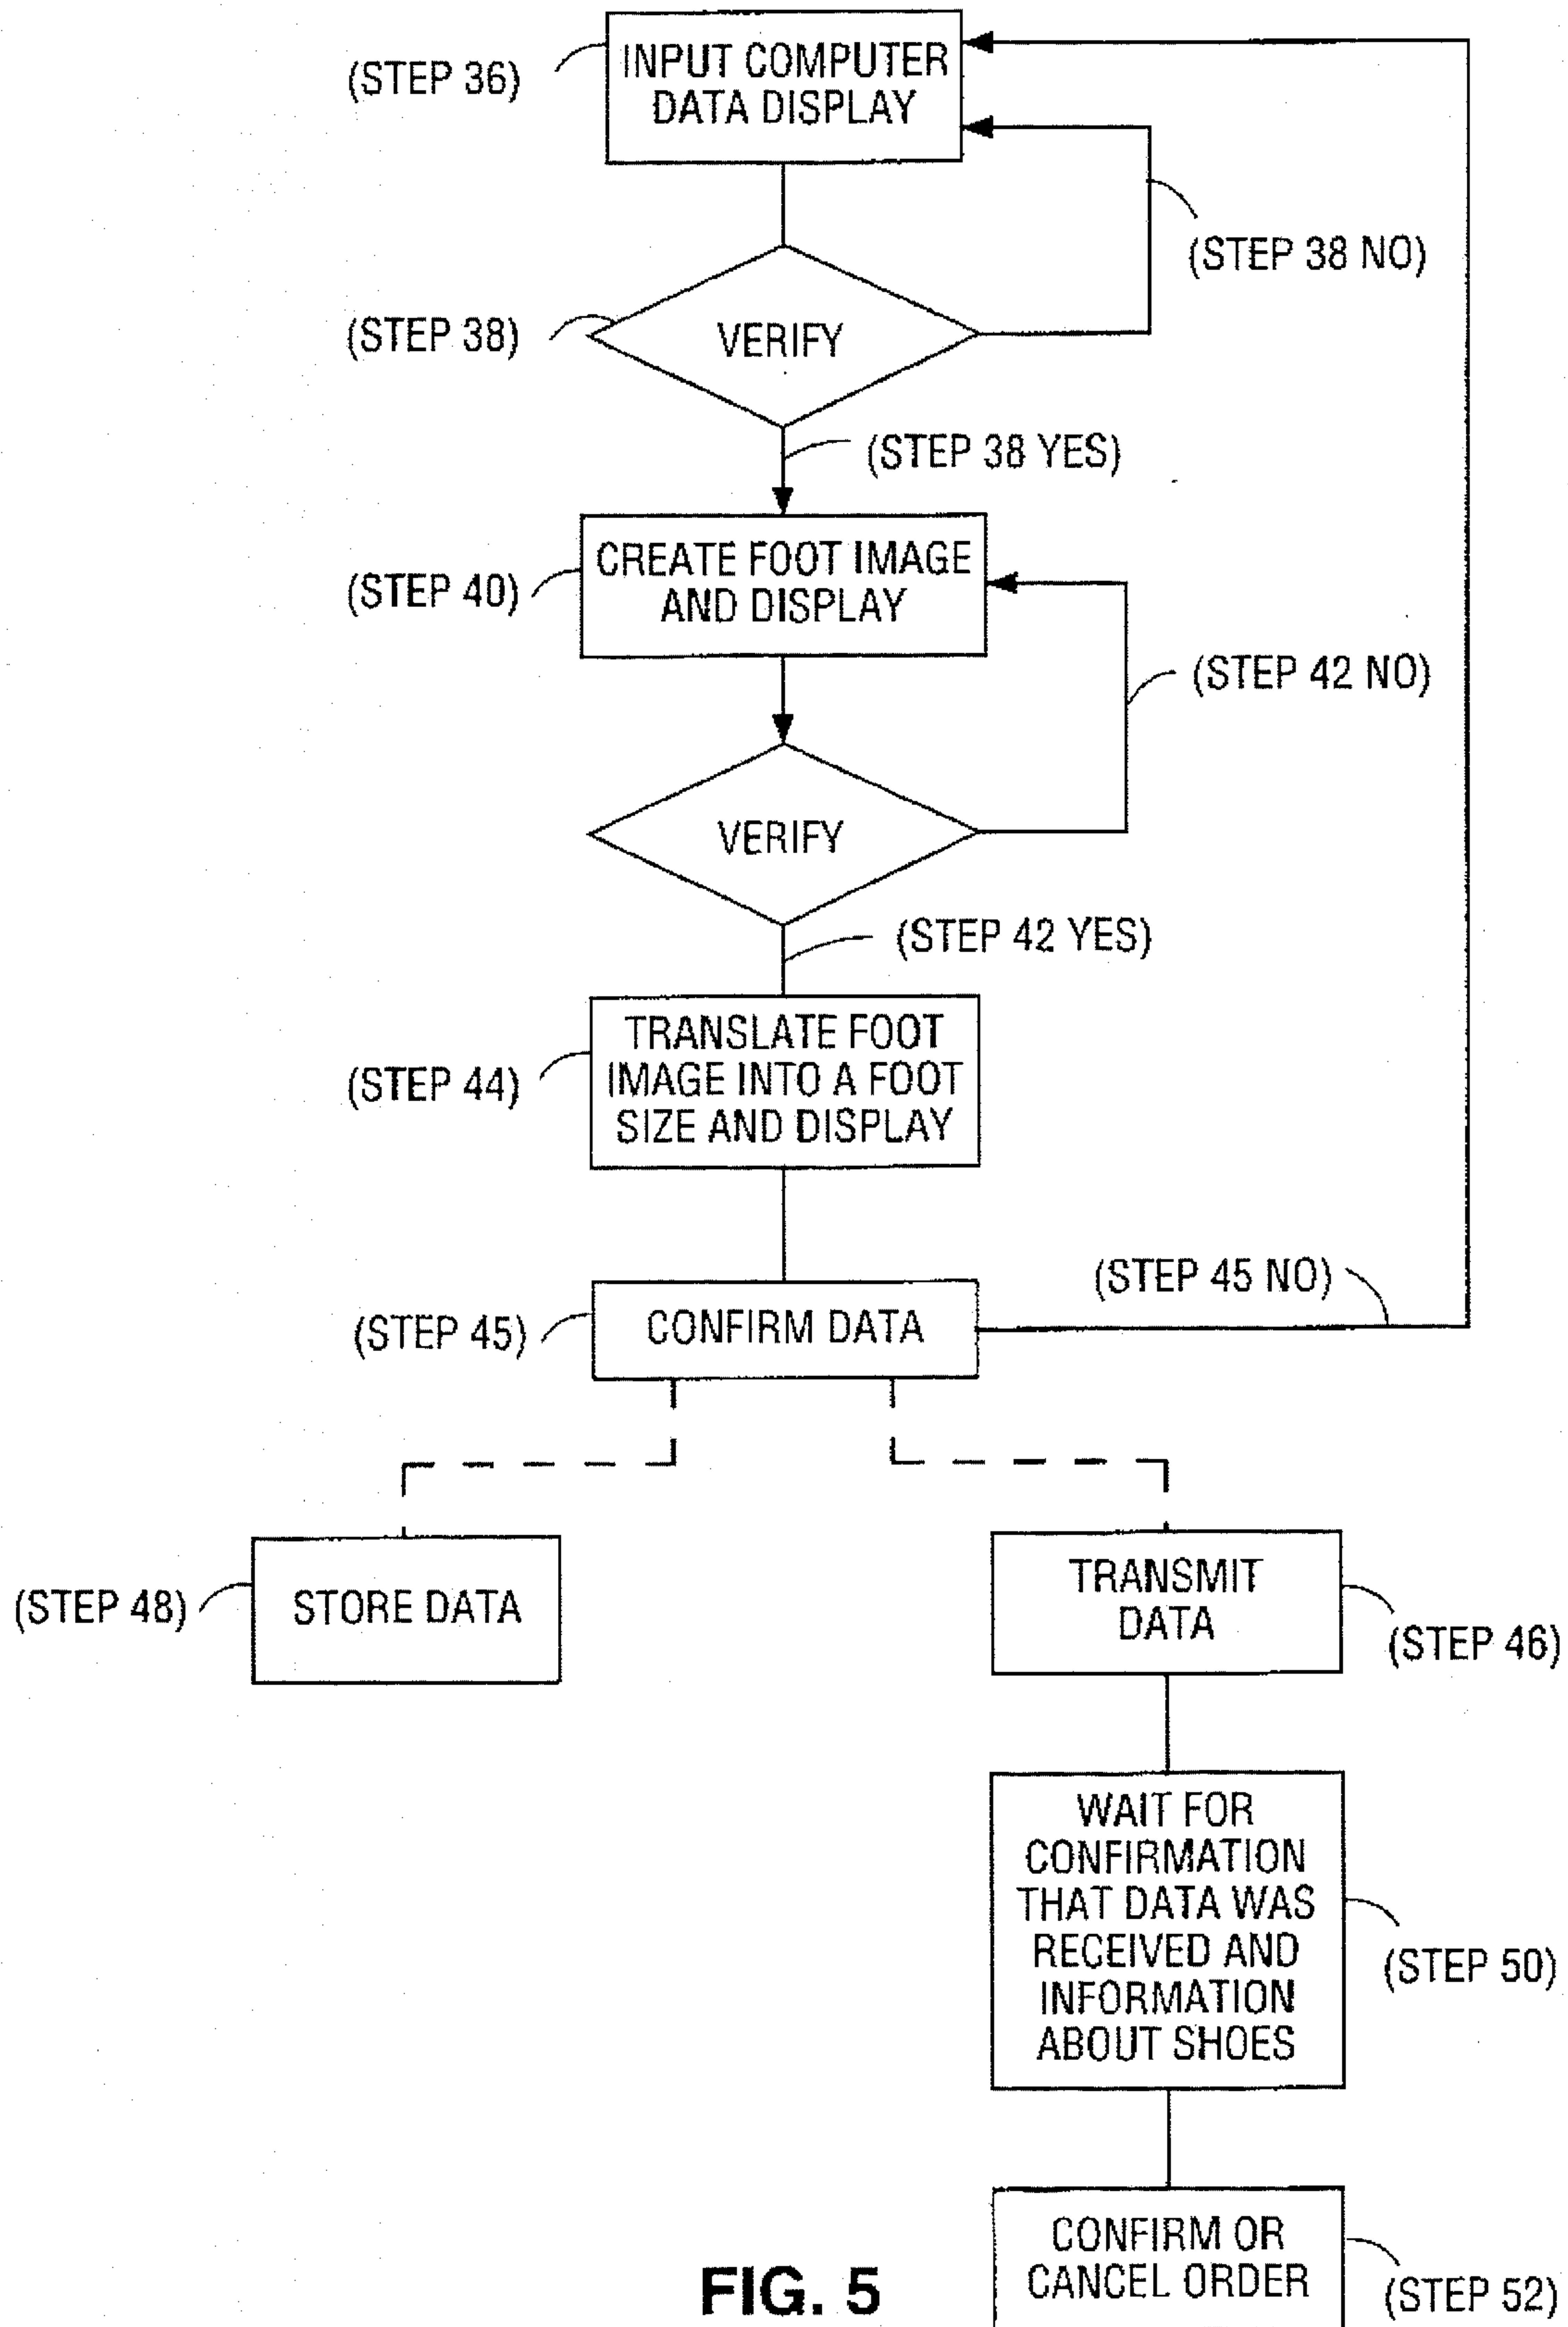 (STEP 36)
INPUT COMPUTER
DATA DISPLAY
(STEP 38 NO)
(STEP 38)
VERIFY
(STEP 38 YES)
(STEP 40)
CREATE FOOT IMAGE
AND DISPLAY
(STEP 42 NO)
VERIFY
(STEP 42 YES)
(STEP 44)
TRANSLATE FOOT
IMAGE INTO A FOOT
SIZE AND DISPLAY
(STEP 45 NO)
(STEP 45)
CONFIRM DATA
(STEP 48)
STORE DATA
TRANSMIT
DATA
(STEP 46)
WAIT FOR
CONFIRMATION
THAT DATA WAS
RECEIVED AND
INFORMATION
ABOUT SHOES
(STEP 50)
CONFIRM OR
CANCEL ORDER
(STEP 52)
FIG. 5